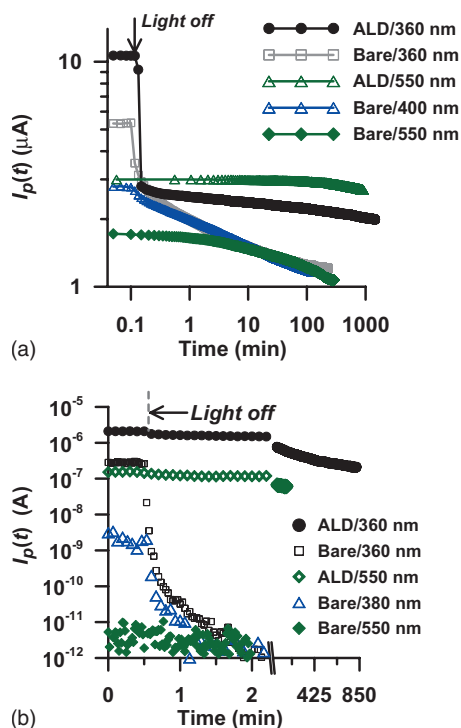 Light off
ALD/360 nm
Bare/360 nm
ALD/550 nm
Bare/400 nm
Bare/550 nm
10
1
I_p(t) (μA)
0.1 1 10 100 1000
Time (min)
(a)
10^-5
10^-6
10^-7
10^-8
10^-9
10^-10
10^-11
10^-12
I_p(t) (A)
Light off
ALD/360 nm
Bare/360 nm
ALD/550 nm
Bare/380 nm
Bare/550 nm
0 1 2 425 850
Time (min)
(b)